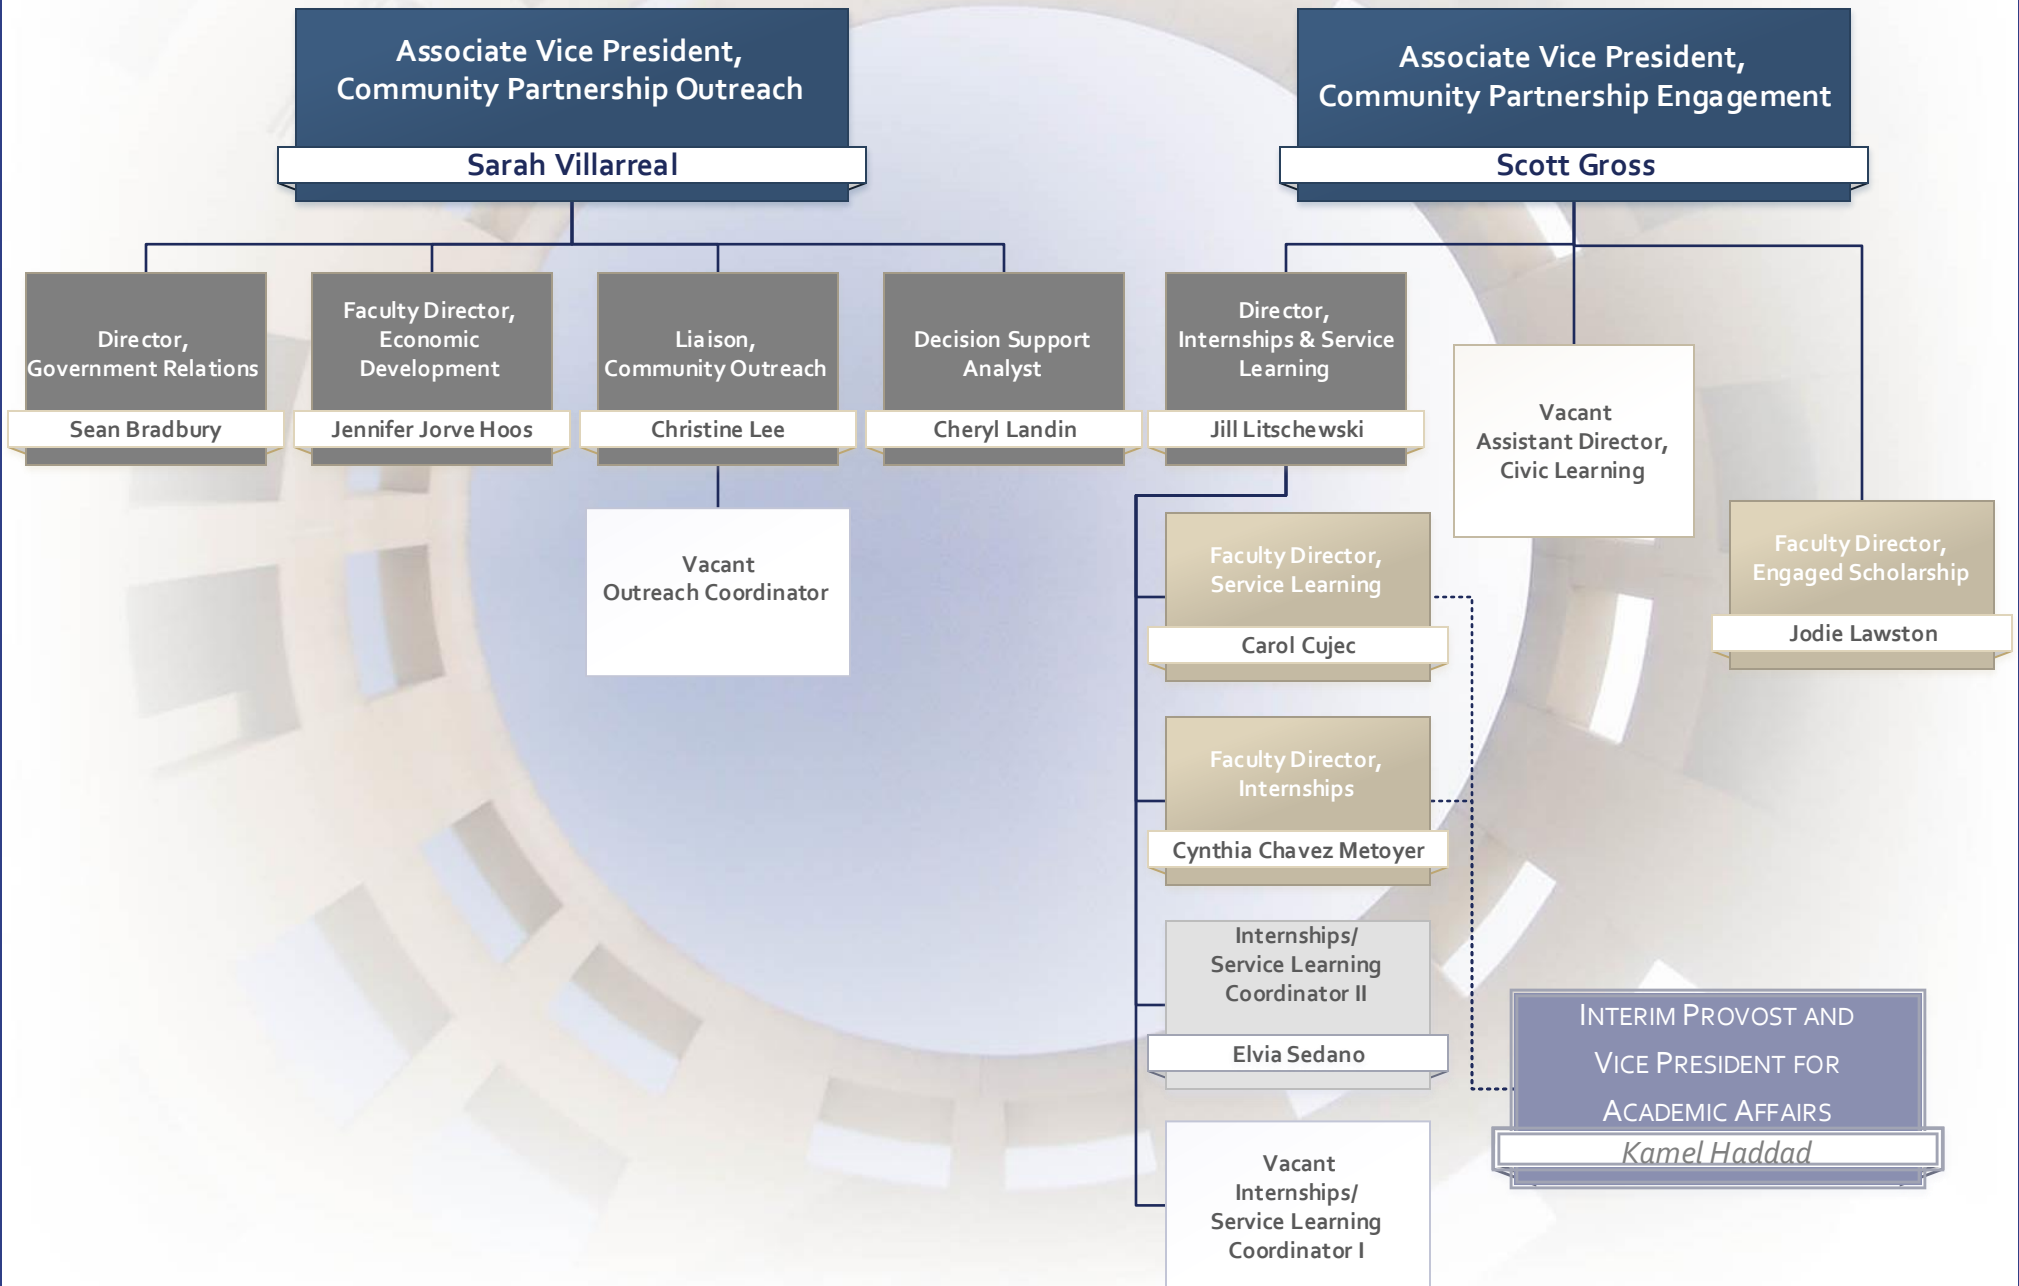 Associate Vice President,
Community Partnership Outreach
Sarah Villarreal
Associate Vice President,
Community Partnership Engagement
Scott Gross
Director,
Government Relations
Sean Bradbury
Faculty Director,
Economic
Development
Jennifer Jorve Hoos
Liaison,
Community Outreach
Christine Lee
Decision Support
Analyst
Cheryl Landin
Director,
Internships & Service
Learning
Jill Litschewski
Vacant
Assistant Director,
Civic Learning
Vacant
Outreach Coordinator
Faculty Director,
Engaged Scholarship
Jodie Lawston
Faculty Director,
Service Learning
Carol Cujec
Faculty Director,
Internships
Cynthia Chavez Metoyer
Internships/
Service Learning
Coordinator II
Elvia Sedano
INTERIM PROVOST AND
VICE PRESIDENT FOR
ACADEMIC AFFAIRS
Kamel Haddad
Vacant
Internships/
Service Learning
Coordinator I